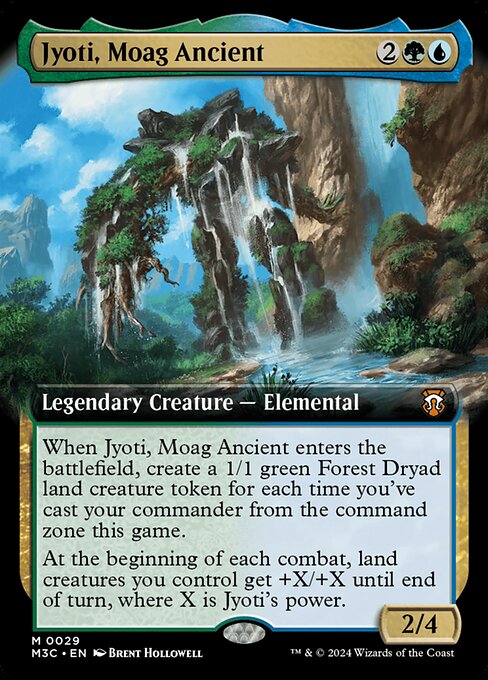 Jyoti, Moag Ancient 2
Legendary Creature — Elemental
When Jyoti, Moag Ancient enters the
battlefield, create a 1/1 green Forest Dryad
land creature token for each time you've
cast your commander from the command
zone this game.
At the beginning of each combat, land
creatures you control get +X/+X until end
of turn, where X is Jyoti's power.
2/4
M 0029
M3C • EN Brent Hollowell
™ & © 2024 Wizards of the Coast